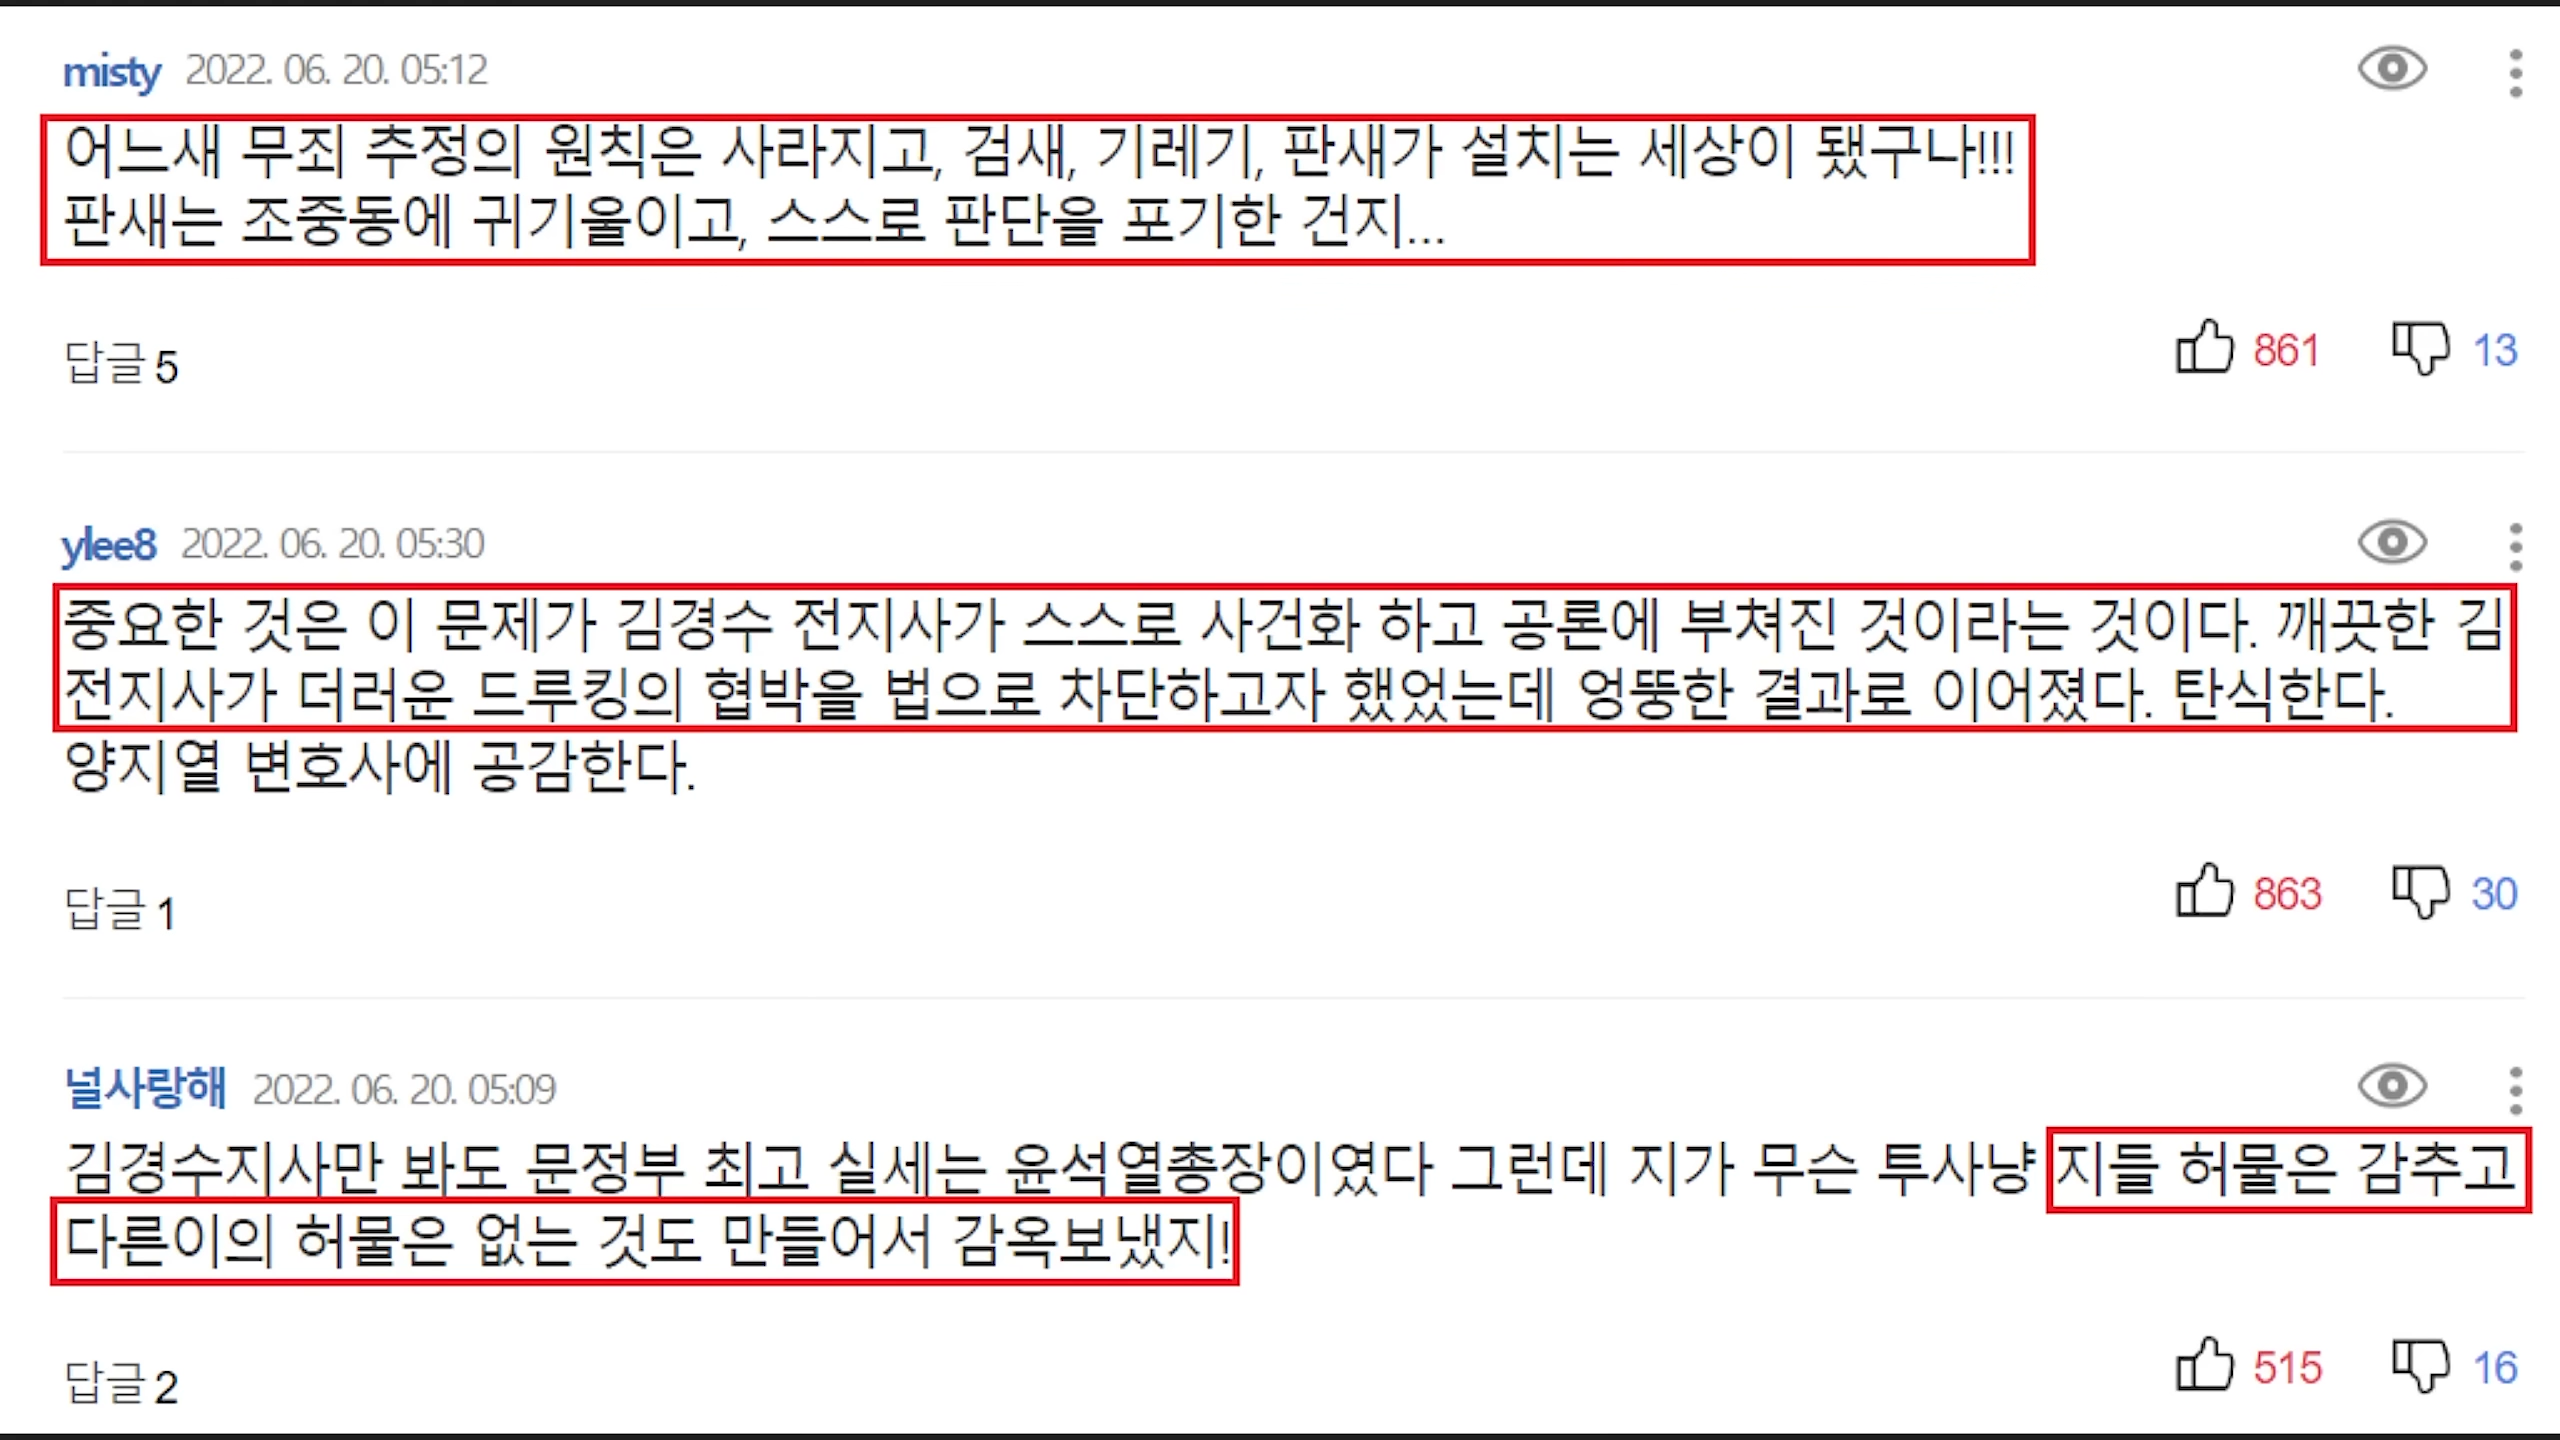 misty 2022. 06. 20. 05:12
어느새 무죄 추정의 원칙은 사라지고, 검새, 기레기, 판새가 설치는 세상이 됐구나!!!
판새는 조중동에 귀기울이고, 스스로 판단을 포기한 건지...
답글 5 861 13
ylee8 2022. 06. 20. 05:30
중요한 것은 이 문제가 김경수 전지사가 스스로 사건화 하고 공론에 부쳐진 것이라는 것이다. 깨끗한 김
전지사가 더러운 드루킹의 협박을 법으로 차단하고자 했었는데 엉뚱한 결과로 이어졌다. 탄식한다.
양지열 변호사에 공감한다.
답글 1 863 30
널사랑해 2022. 06. 20. 05:09
김경수지사만 봐도 문정부 최고 실세는 윤석열총장이였다 그런데 지가 무슨 투사냥 지들 허물은 감추고
다른이의 허물은 없는 것도 만들어서 감옥보냈지!
답글 2 515 16